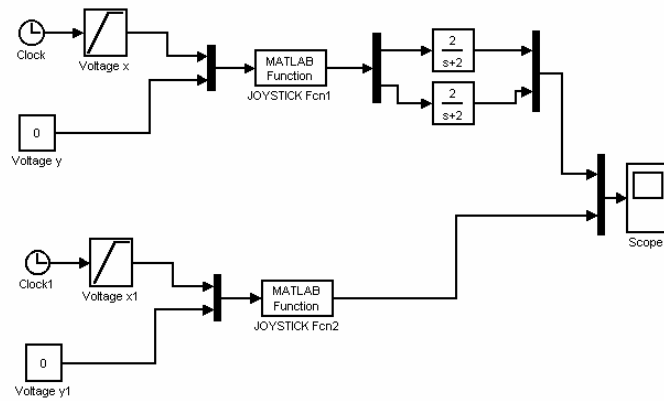 Clock
Voltage x
0
Voltage y
MATLAB
Function
JOYSTICK Fcn1
2
s+2
2
s+2
Scope
Clock1
Voltage x1
0
Voltage y1
MATLAB
Function
JOYSTICK Fcn2